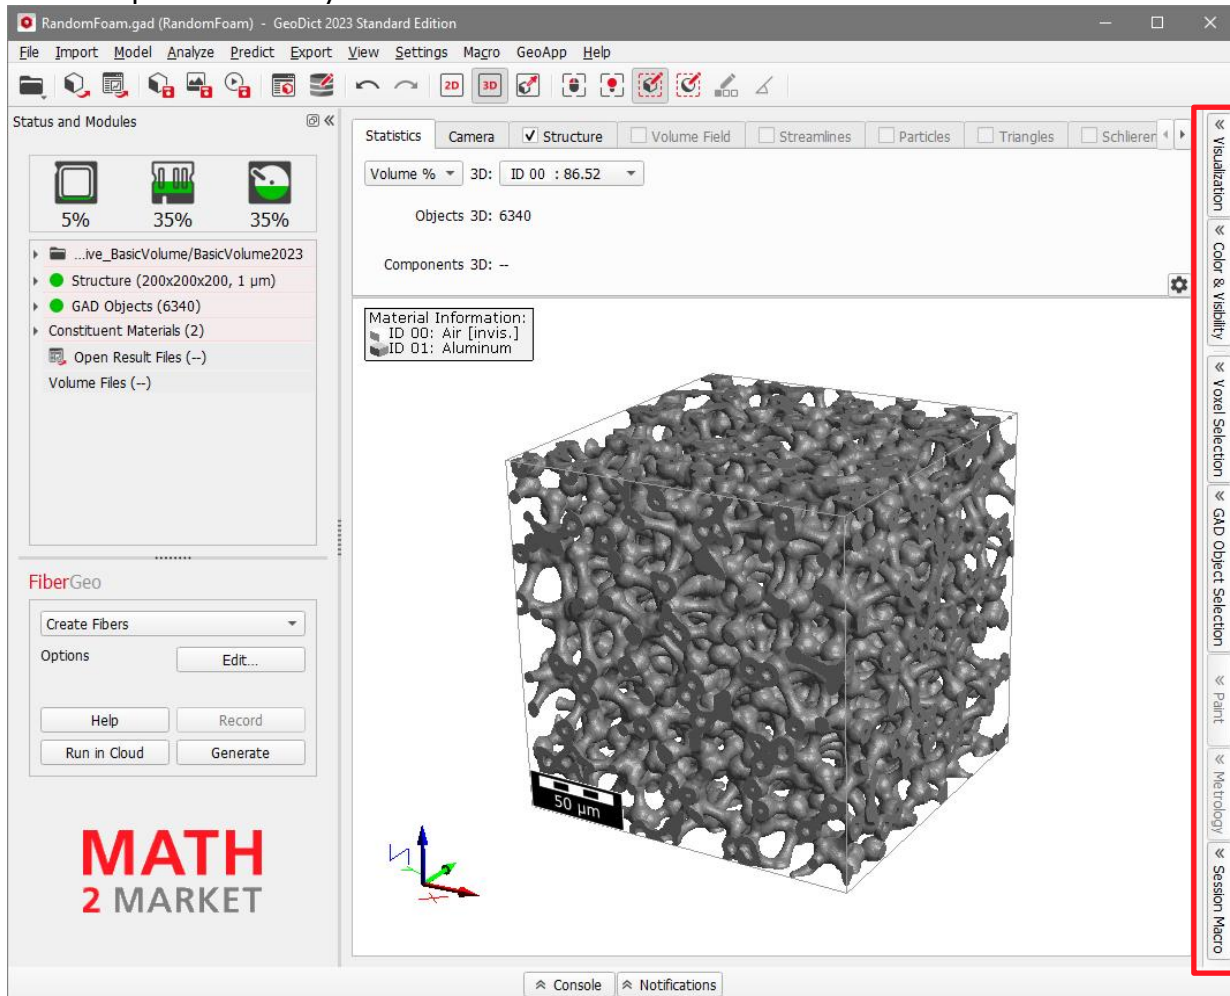 RandomFoam.gad (RandomFoam) - GeoDict 2023 Standard Edition
File Import Model Analyze Predict Export View Settings Macro GeoApp Help
2D 3D
Status and Modules
5% 35% 35%
...ive_BasicVolume/BasicVolume2023
Structure (200x200x200, 1 µm)
GAD Objects (6340)
Constituent Materials (2)
Open Result Files (--)
Volume Files (--)
FiberGeo
Create Fibers
Options Edit...
Help Record
Run in Cloud Generate
MATH
2 MARKET
Statistics Camera Structure Volume Field Streamlines Particles Triangles Schlieren
Volume % 3D: ID 00 : 86.52
Objects 3D: 6340
Components 3D: --
Material Information:
ID 00: Air [invis.]
ID 01: Aluminum
50 µm
Z
Y
X
Visualization
Color & Visibility
Voxel Selection
GAD Object Selection
Paint
Metrology
Session Macro
Console Notifications